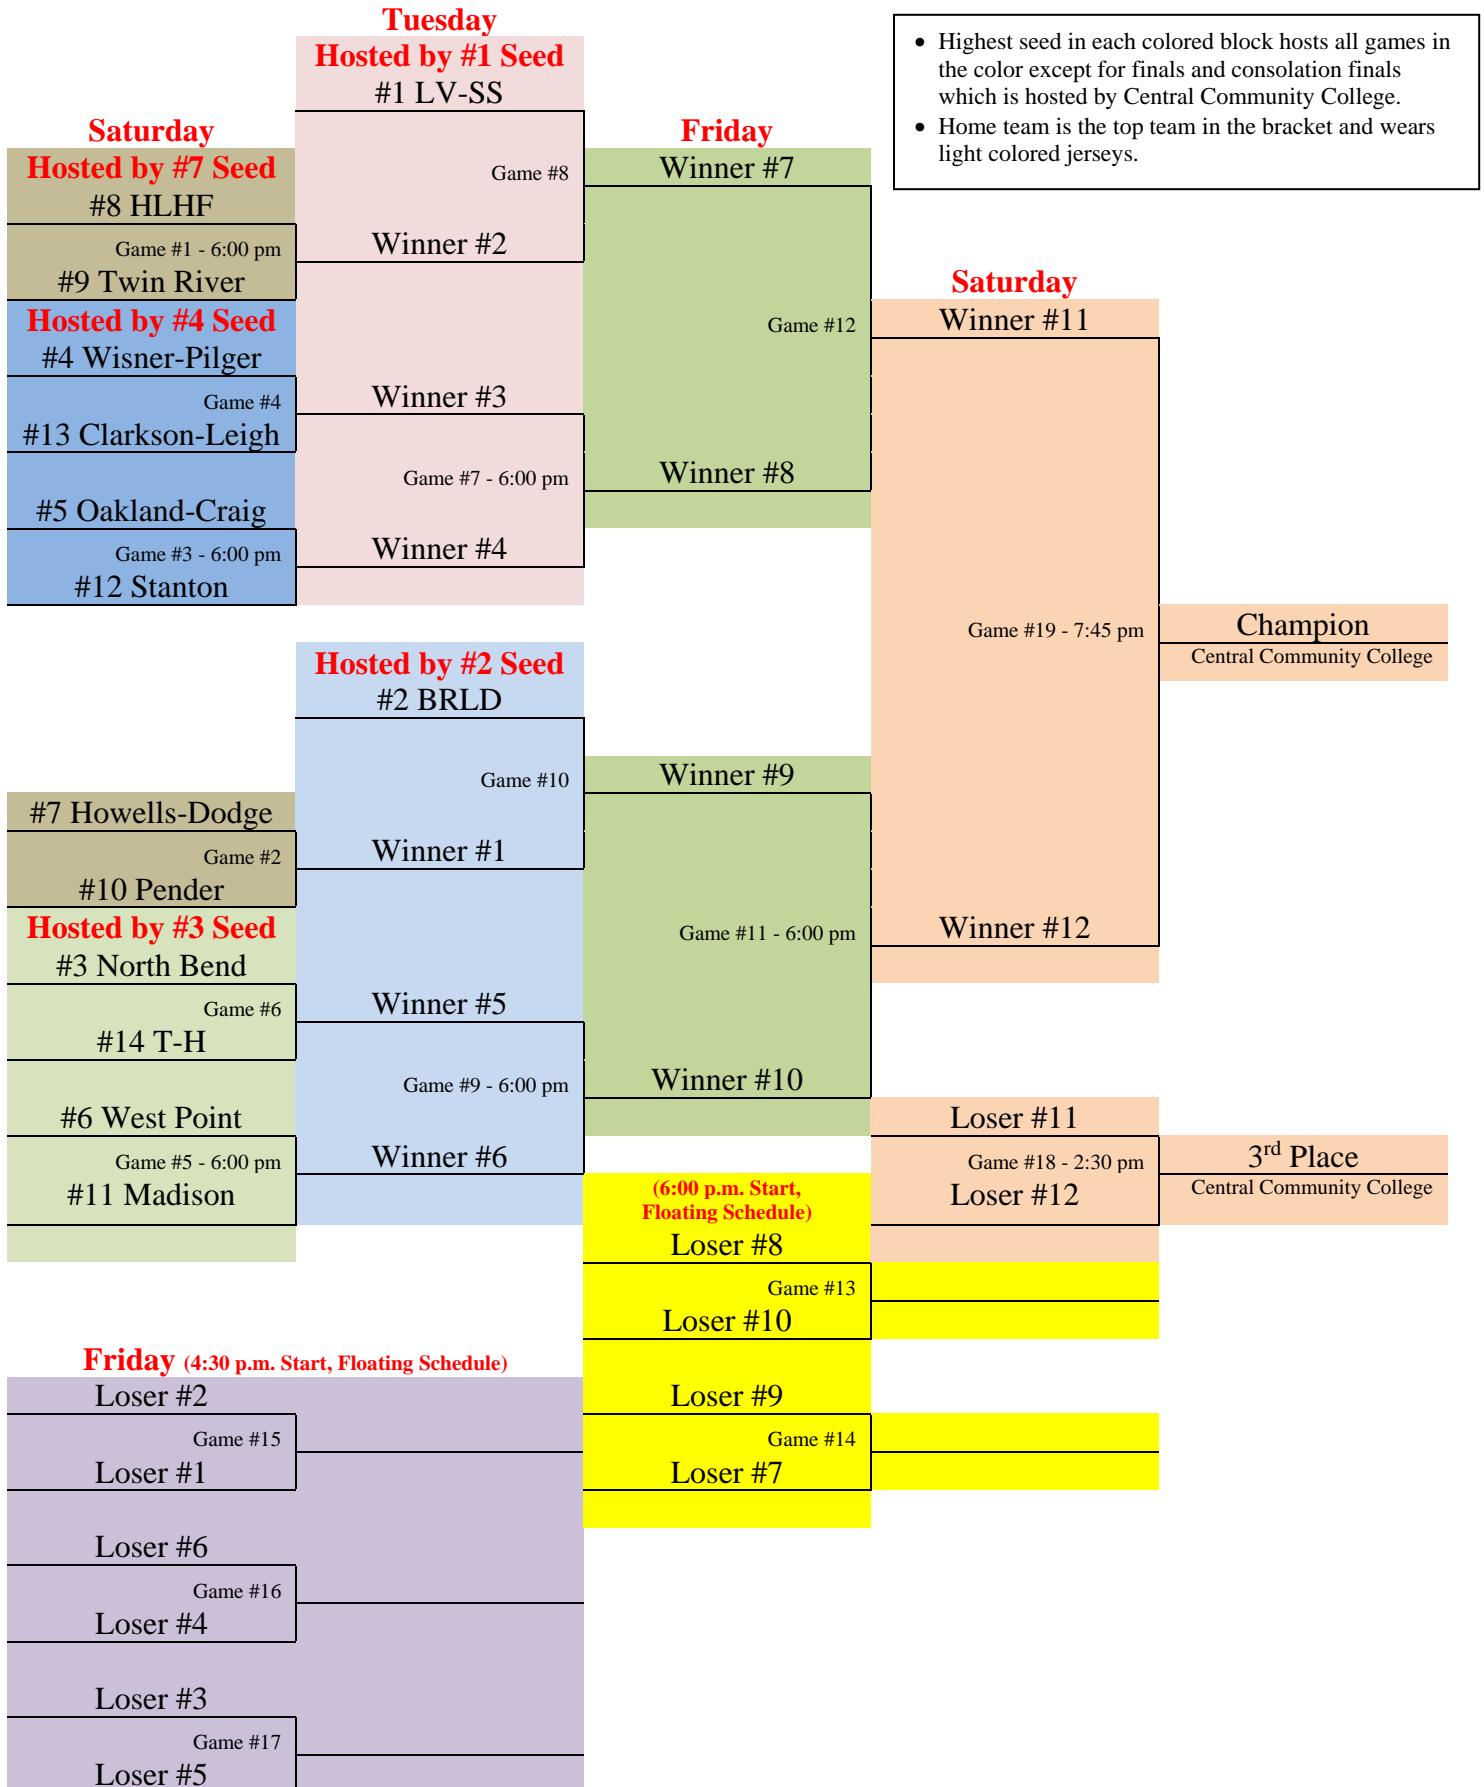 Tuesday
Hosted by #1 Seed
#1 LV-SS
• Highest seed in each colored block hosts all games in
the color except for finals and consolation finals
which is hosted by Central Community College.
• Home team is the top team in the bracket and wears
light colored jerseys.
Saturday
Hosted by #7 Seed
#8 HLHF
Game #1 - 6:00 pm
#9 Twin River
Hosted by #4 Seed
#4 Wisner-Pilger
Game #4
#13 Clarkson-Leigh
#5 Oakland-Craig
Game #3 - 6:00 pm
#12 Stanton
Game #8
Winner #2
Winner #3
Game #7 - 6:00 pm
Winner #4
Friday
Winner #7
Game #12
Winner #8
Saturday
Winner #11
Game #19 - 7:45 pm
Champion
Central Community College
Hosted by #2 Seed
#2 BRLD
Game #10
Winner #1
Winner #5
Game #9 - 6:00 pm
Winner #6
#7 Howells-Dodge
Game #2
#10 Pender
Hosted by #3 Seed
#3 North Bend
Game #6
#14 T-H
#6 West Point
Game #5 - 6:00 pm
#11 Madison
Winner #9
Game #11 - 6:00 pm
Winner #10
Winner #12
Loser #11
Game #18 - 2:30 pm
Loser #12
3rd Place
Central Community College
(6:00 p.m. Start,
Floating Schedule)
Loser #8
Game #13
Loser #10
Loser #9
Game #14
Loser #7
Friday (4:30 p.m. Start, Floating Schedule)
Loser #2
Game #15
Loser #1
Loser #6
Game #16
Loser #4
Loser #3
Game #17
Loser #5